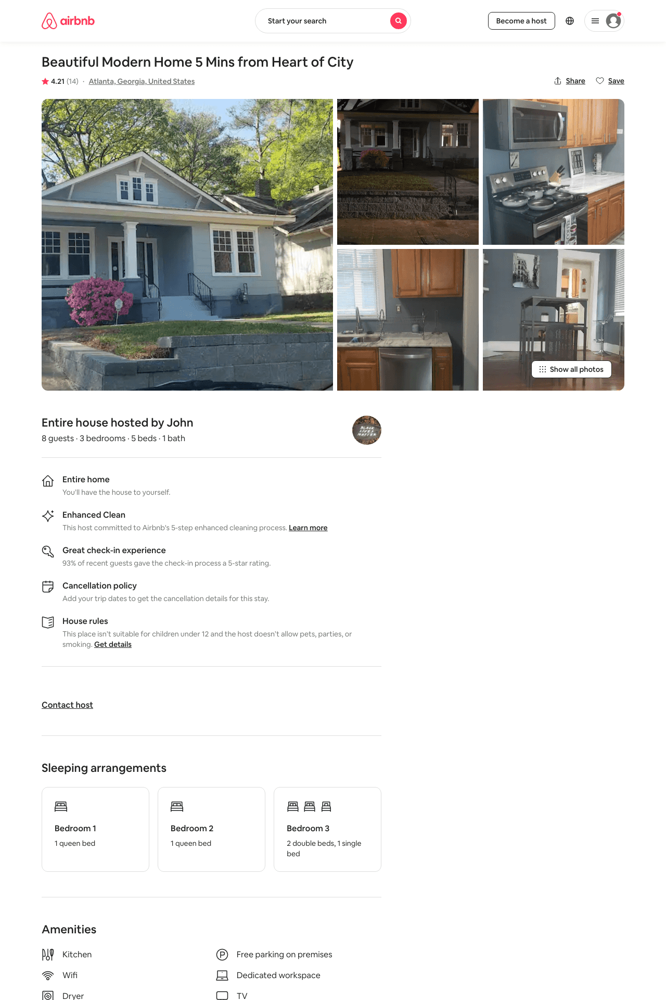 airbnb
Start your search
Become a host
Beautiful Modern Home 5 Mins from Heart of City
4.21 (14) · Atlanta, Georgia, United States
Share
Save
BLACK
LIVES
MATTER
COFFEE
Show all photos
Entire house hosted by John
8 guests · 3 bedrooms · 5 beds · 1 bath
Entire home
You’ll have the house to yourself.
Enhanced Clean
This host committed to Airbnb's 5-step enhanced cleaning process. Learn more
Great check-in experience
93% of recent guests gave the check-in process a 5-star rating.
Cancellation policy
Add your trip dates to get the cancellation details for this stay.
House rules
This place isn’t suitable for children under 12 and the host doesn’t allow pets, parties, or
smoking. Get details
Contact host
Sleeping arrangements
Bedroom 1
1 queen bed
Bedroom 2
1 queen bed
Bedroom 3
2 double beds, 1 single
bed
Amenities
Kitchen
Free parking on premises
Wifi
Dedicated workspace
Dryer
TV